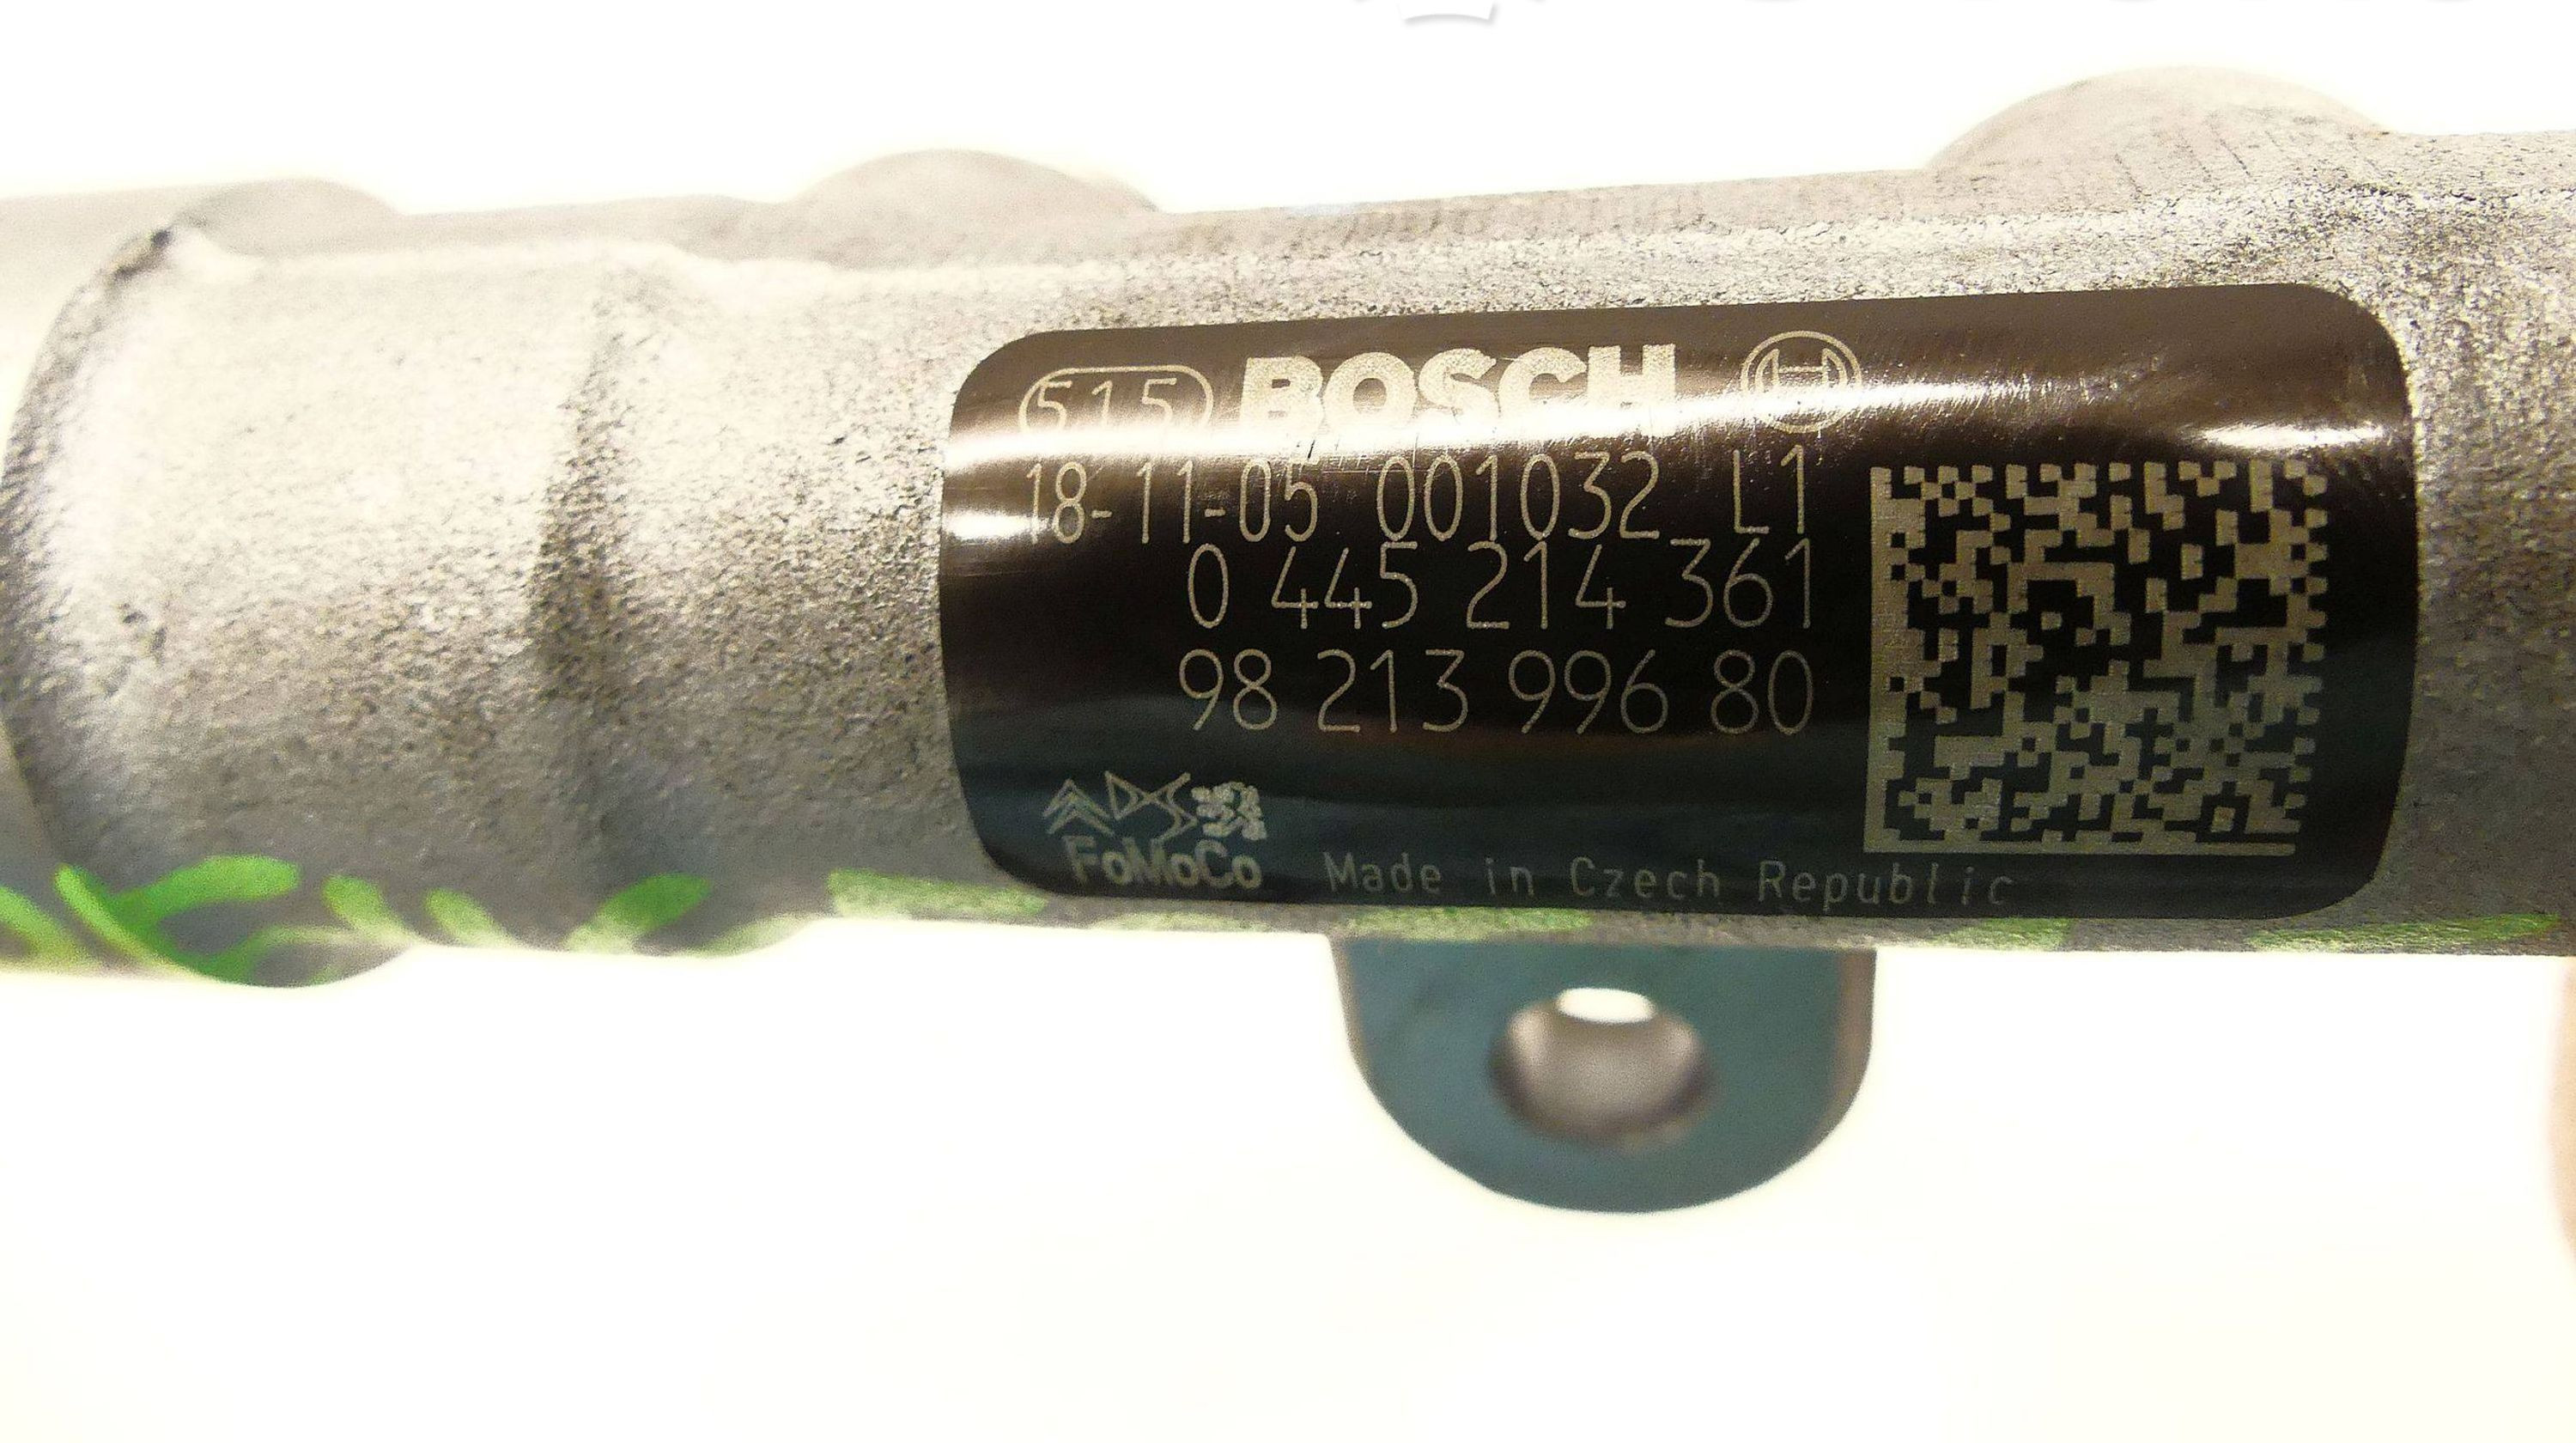 515 BOSCH
18-11-05 001032 L1
0 445 214 361
98 213 996 80
FoMoCo Made in Czech Republic